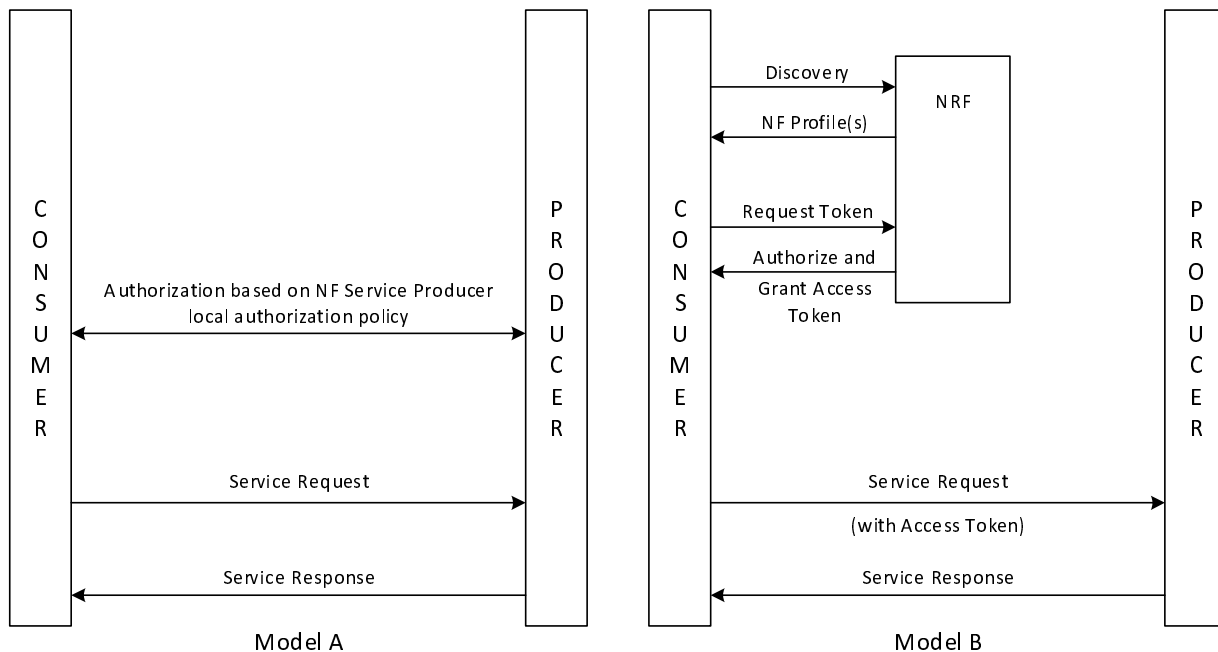 CONSUMER
Authorization based on NF Service Producer
local authorization policy
Service Request
Service Response
PRODUCER
Model A
CONSUMER
Discovery
NF Profile(s)
NRF
Request Token
Authorize and
Grant Access
Token
Service Request
(with Access Token)
Service Response
PRODUCER
Model B